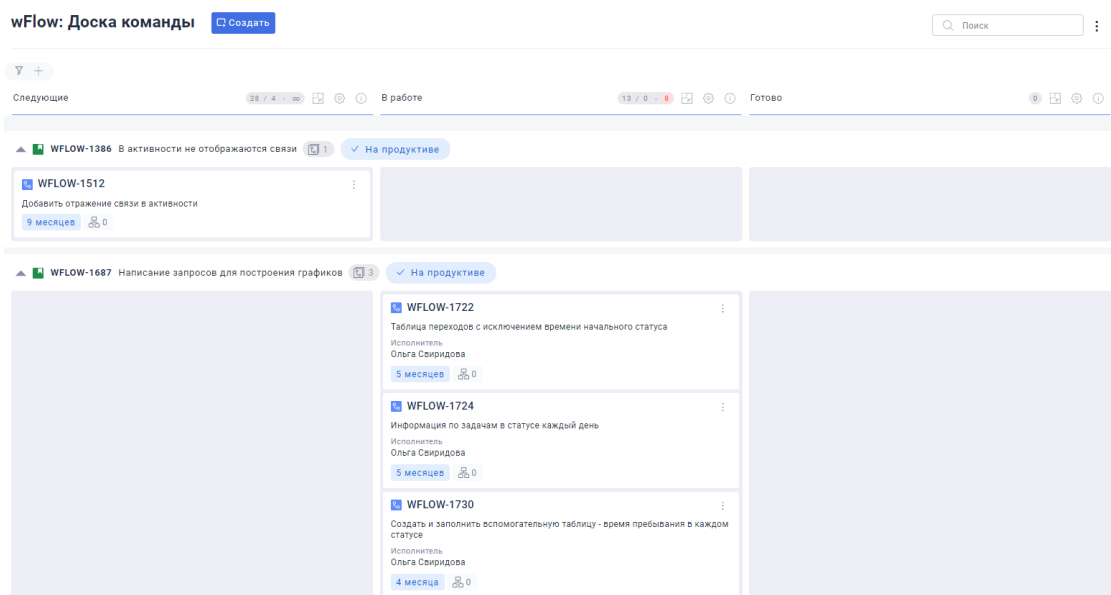 wFlow: Доска команды
Создать
Поиск
Следующие
28 / 4 - ∞
В работе
13 / 0 - 8
Готово
0
WFLOW-1386 В активности не отображаются связи 1 На продуктиве
WFLOW-1512
Добавить отражение связи в активности
9 месяцев 0
WFLOW-1687 Написание запросов для построения графиков 3 На продуктиве
WFLOW-1722
Таблица переходов с исключением времени начального статуса
Исполнитель
Ольга Свиридова
5 месяцев 0
WFLOW-1724
Информация по задачам в статусе каждый день
Исполнитель
Ольга Свиридова
5 месяцев 0
WFLOW-1730
Создать и заполнить вспомогательную таблицу - время пребывания в каждом
статусе
Исполнитель
Ольга Свиридова
4 месяца 0